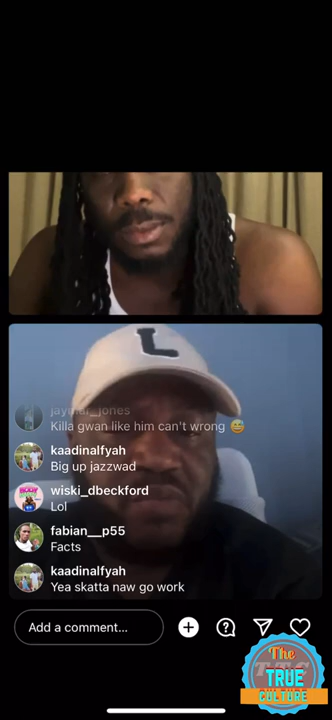 L
jaymar_jones
Killa gwan like him can't wrong 😅
kaadinalfyah
Big up jazzwad
wiski_dbeckford
Lol
fabian__p55
Facts
kaadinalfyah
Yea skatta naw go work
Add a comment...
The
TRUE
CULTURE